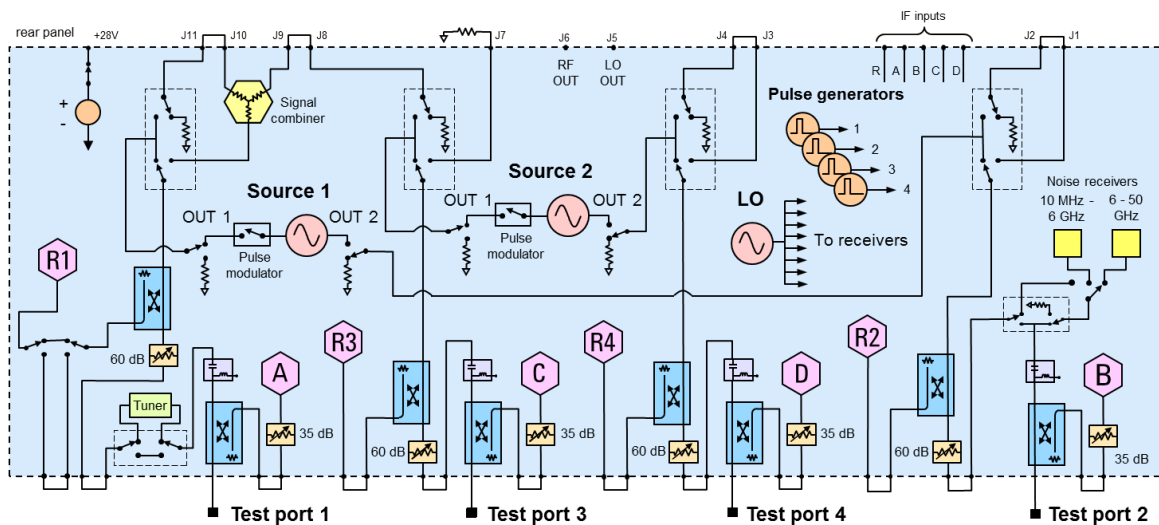 rear panel
+28V
J11
J10
J9
J8
J7
J6
J5
J4
J3
IF inputs
J2
J1
RF
OUT
LO
OUT
R
A
B
C
D
+
-
Signal
combiner
Pulse generators
1
2
3
4
Source 1
Source 2
LO
To receivers
Noise receivers
10 MHz -
6 GHz
6 - 50
GHz
OUT 1
OUT 2
OUT 1
OUT 2
Pulse
modulator
Pulse
modulator
R1
60 dB
Tuner
A
35 dB
R3
60 dB
C
35 dB
R4
60 dB
D
35 dB
R2
60 dB
B
35 dB
Test port 1
Test port 3
Test port 4
Test port 2